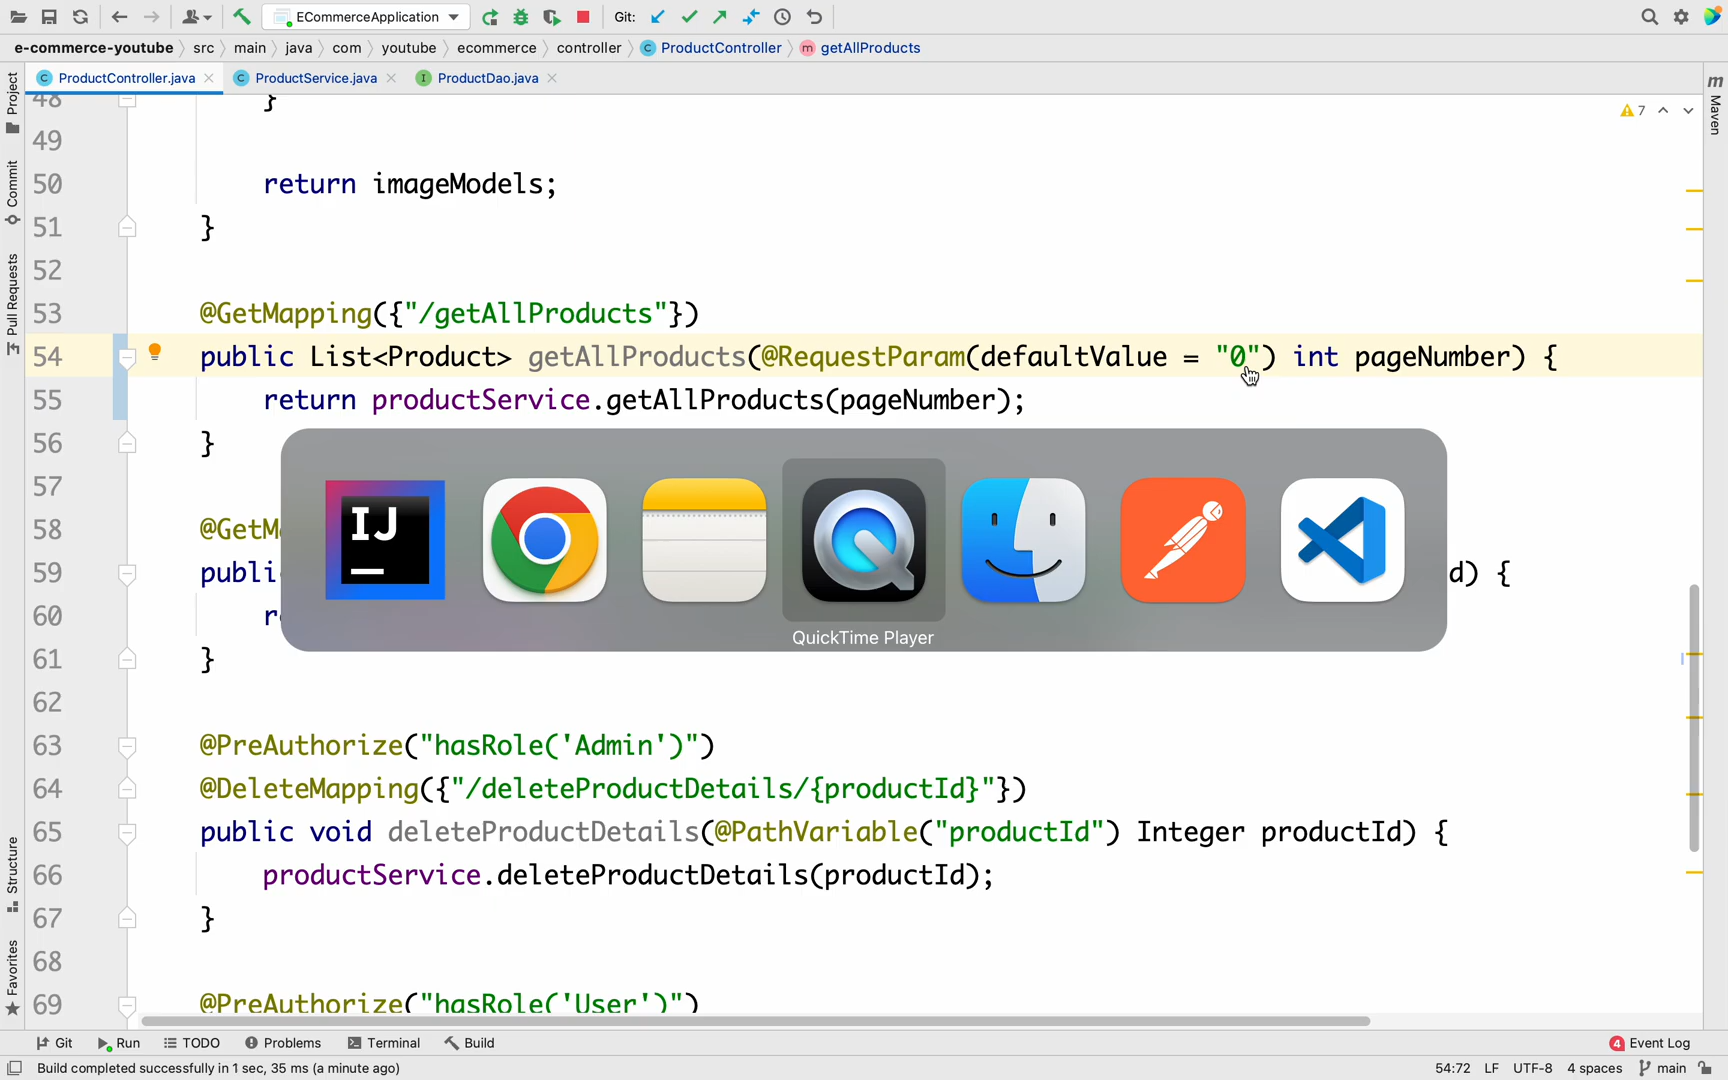 ECommerceApplication
Git:
e-commerce-youtube
src
main
java
com
youtube
ecommerce
controller
ProductController
getAllProducts
ProductController.java
ProductService.java
ProductDao.java
Project
Commit
Pull Requests
Structure
Favorites
m
Maven
7
48 }
49
50 return imageModels;
51 }
52
53 @GetMapping({"/getAllProducts"})
54 public List<Product> getAllProducts(@RequestParam(defaultValue = "0") int pageNumber) {
55 return productService.getAllProducts(pageNumber);
56 }
57
58 @GetM
59 publi d) {
60 re
61 }
62
63 @PreAuthorize("hasRole('Admin')")
64 @DeleteMapping({"/deleteProductDetails/{productId}"})
65 public void deleteProductDetails(@PathVariable("productId") Integer productId) {
66 productService.deleteProductDetails(productId);
67 }
68
69 @PreAuthorize("hasRole('User')")
IJ
QuickTime Player
Git
Run
TODO
Problems
Terminal
Build
4 Event Log
Build completed successfully in 1 sec, 35 ms (a minute ago)
54:72 LF UTF-8 4 spaces main